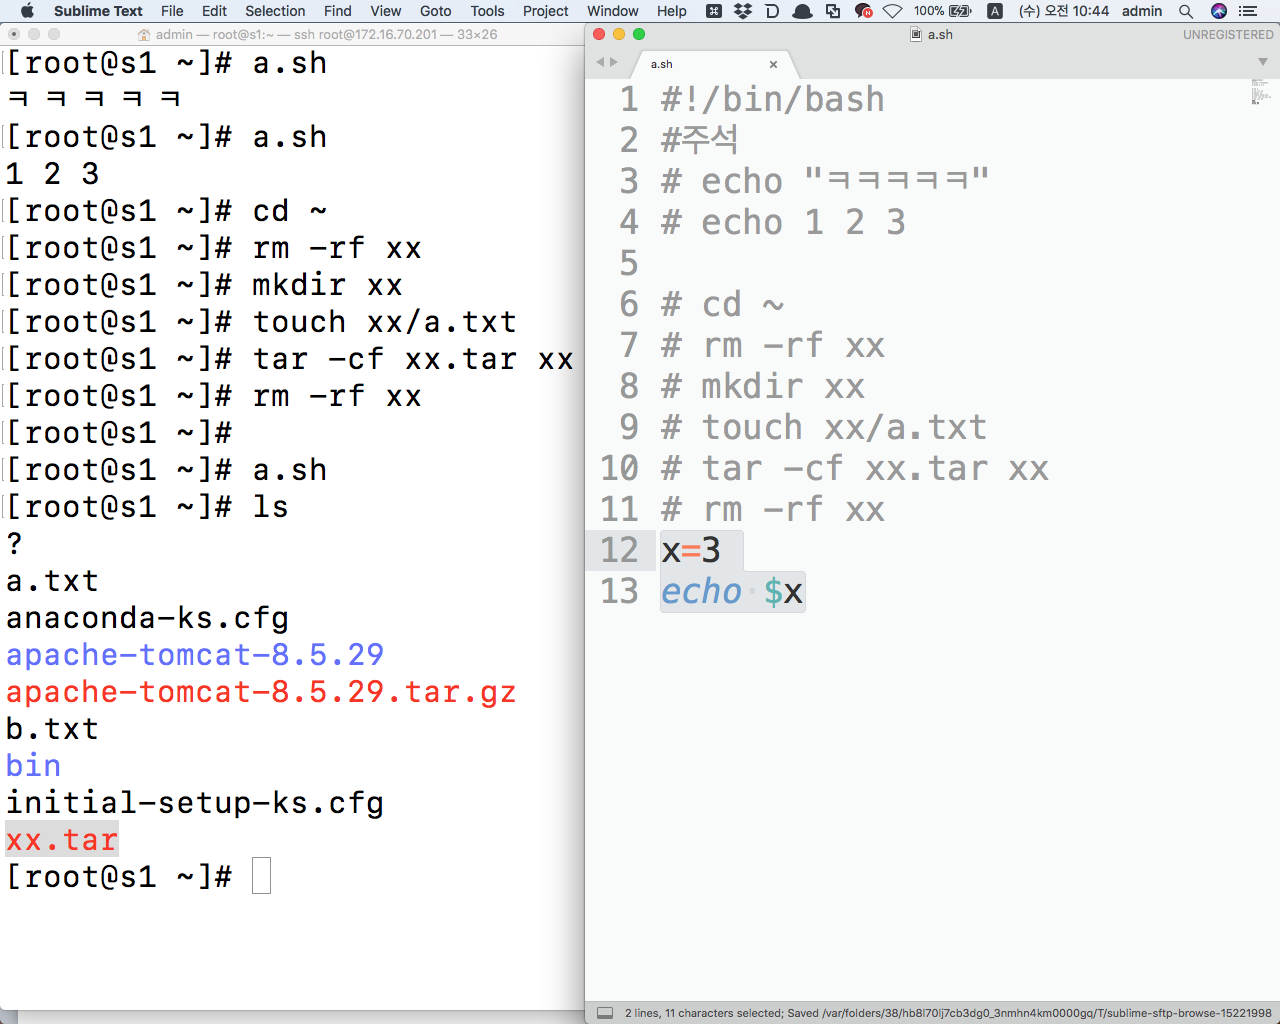 Sublime Text File Edit Selection Find View Goto Tools Project Window Help 100% A (수) 오전 10:44 admin
admin — root@s1:~ — ssh root@172.16.70.201 — 33×26
[root@s1 ~]# a.sh
ㅋㅋㅋㅋㅋ
[root@s1 ~]# a.sh
1 2 3
[root@s1 ~]# cd ~
[root@s1 ~]# rm -rf xx
[root@s1 ~]# mkdir xx
[root@s1 ~]# touch xx/a.txt
[root@s1 ~]# tar -cf xx.tar xx
[root@s1 ~]# rm -rf xx
[root@s1 ~]#
[root@s1 ~]# a.sh
[root@s1 ~]# ls
?
a.txt
anaconda-ks.cfg
apache-tomcat-8.5.29
apache-tomcat-8.5.29.tar.gz
b.txt
bin
initial-setup-ks.cfg
xx.tar
[root@s1 ~]#
a.sh
UNREGISTERED
a.sh ×
1 #!/bin/bash
2 #주석
3 # echo "ㅋㅋㅋㅋㅋ"
4 # echo 1 2 3
5
6 # cd ~
7 # rm -rf xx
8 # mkdir xx
9 # touch xx/a.txt
10 # tar -cf xx.tar xx
11 # rm -rf xx
12 x=3
13 echo $x
2 lines, 11 characters selected; Saved /var/folders/38/hb8l70lj7cb3dg0_3nmhn4km0000gq/T/sublime-sftp-browse-15221998